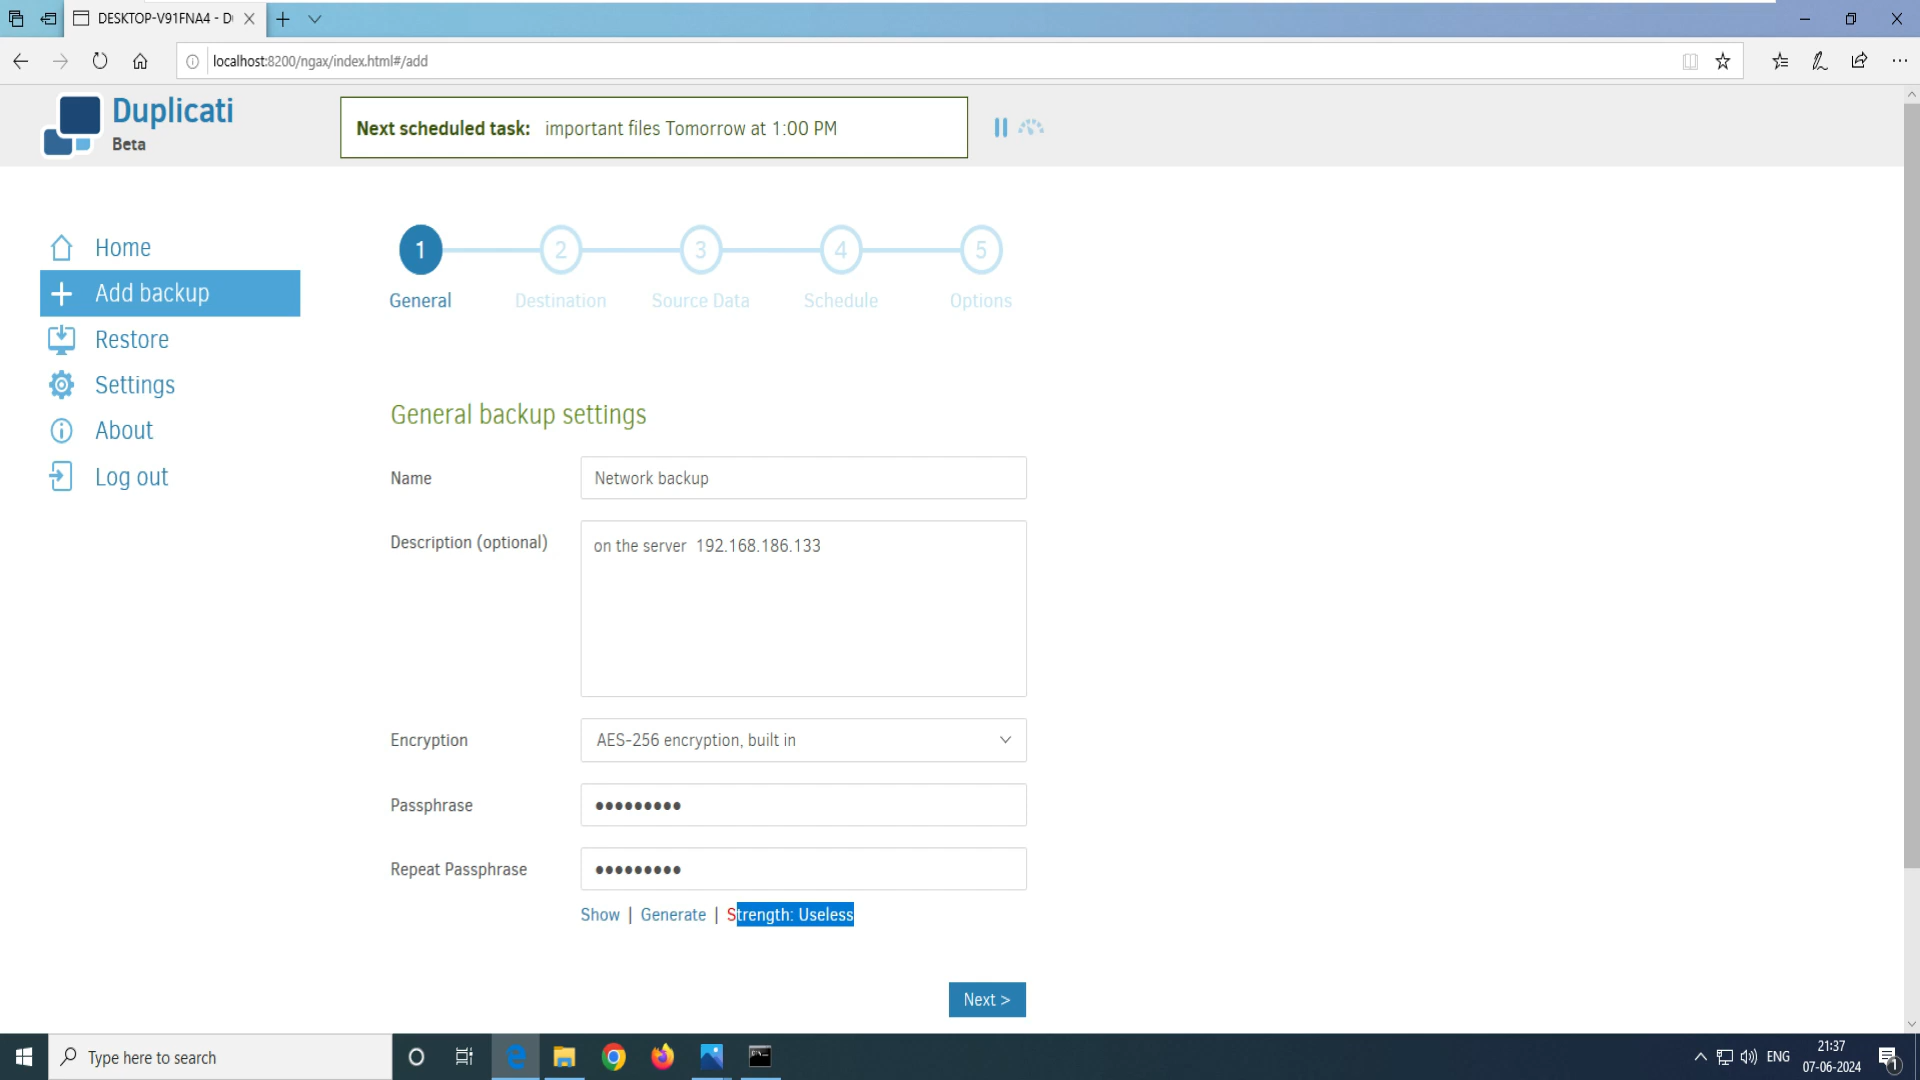 DESKTOP-V91FNA4 - D
localhost:8200/ngax/index.html#/add
Duplicati
Beta
Next scheduled task: important files Tomorrow at 1:00 PM
Home
Add backup
Restore
Settings
About
Log out
1 2 3 4 5
General Destination Source Data Schedule Options
General backup settings
Name Network backup
Description (optional) on the server 192.168.186.133
Encryption AES-256 encryption, built in
Passphrase •••••••••
Repeat Passphrase •••••••••
Show | Generate | Strength: Useless
Next >
Type here to search
ENG
21:37
07-06-2024
1